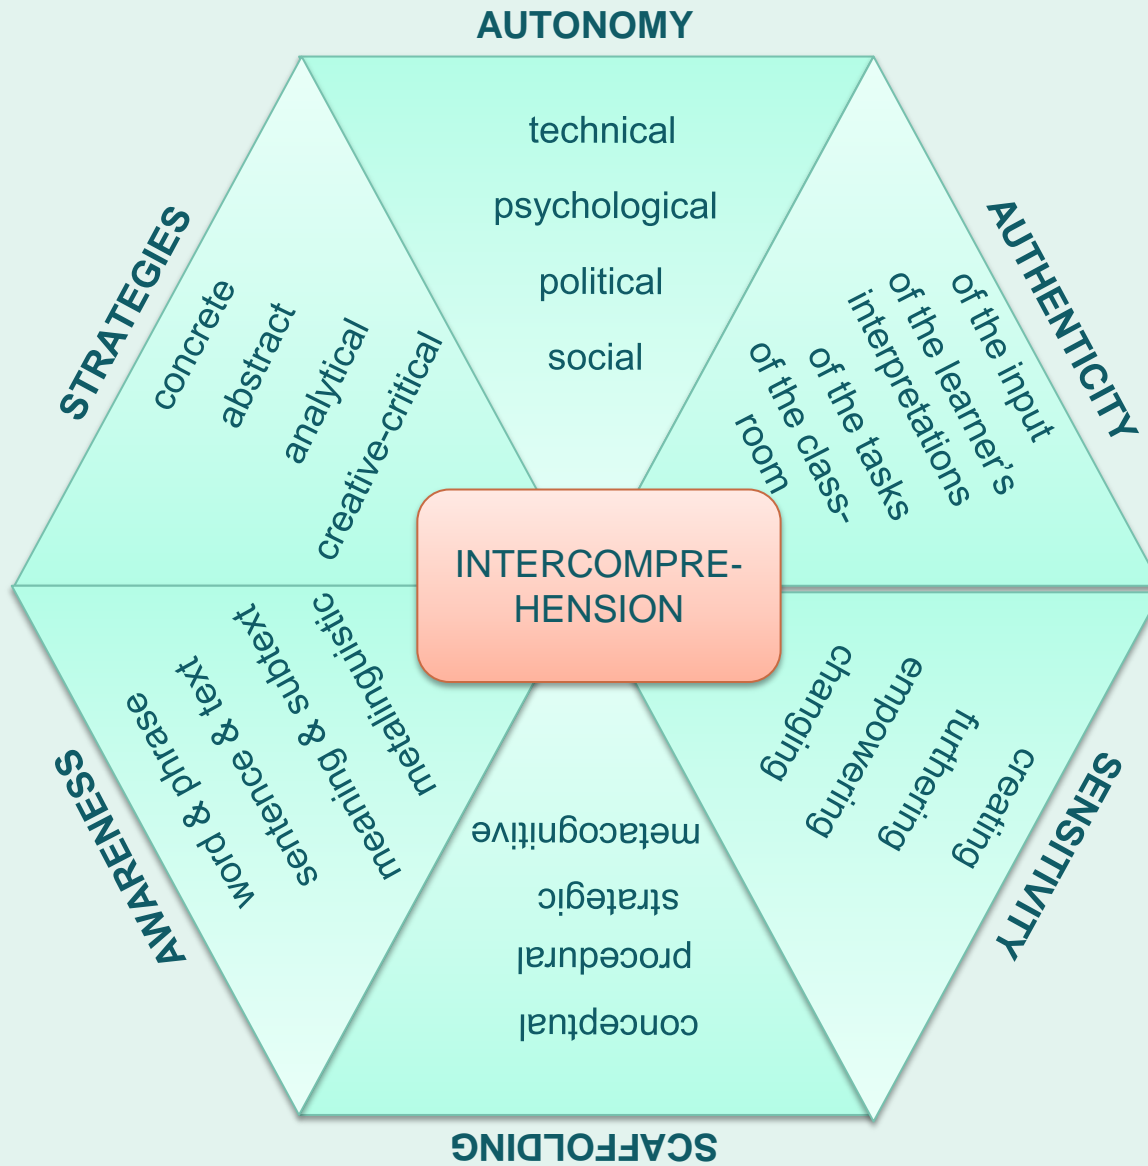 AUTONOMY
technical
psychological
political
social
AUTHENTICITY
of the input
of the learner's
interpretations
of the tasks
of the class-
room
SENSITIVITY
creating
furthering
empowering
changing
SCAFFOLDING
conceptual
procedural
strategic
metacognitive
AWARENESS
word & phrase
sentence & text
meaning & subtext
metalinguistic
STRATEGIES
concrete
abstract
analytical
creative-critical
INTERCOMPRE-
HENSION